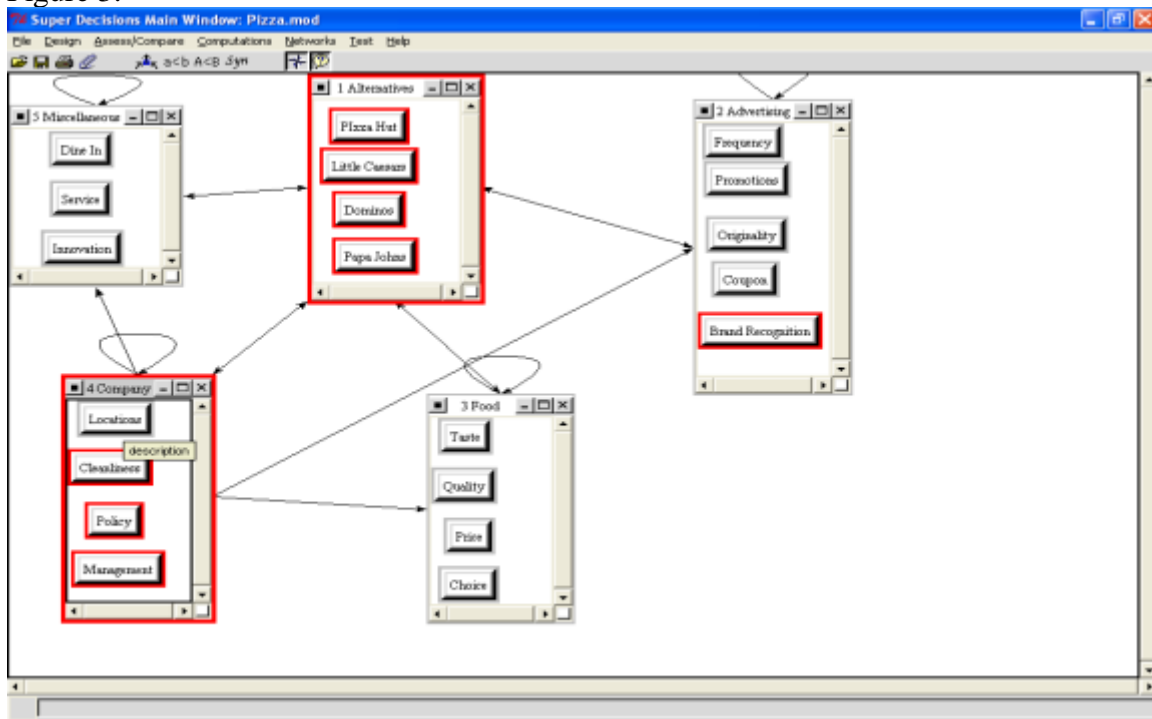 Super Decisions Main Window: Pizza.mod
File Design Assess/Compare Computations Networks Test Help
a<b A<B Syn
1 Alternatives
PIzza Hut
Little Caesars
Dominos
Papa Johns
2 Advertising
Frequency
Promotions
Originality
Coupon
Brand Recognition
5 Miscellaneous
Dine In
Service
Innovation
4 Company
Locations
description
Cleanliness
Policy
Management
3 Food
Taste
Quality
Price
Choice